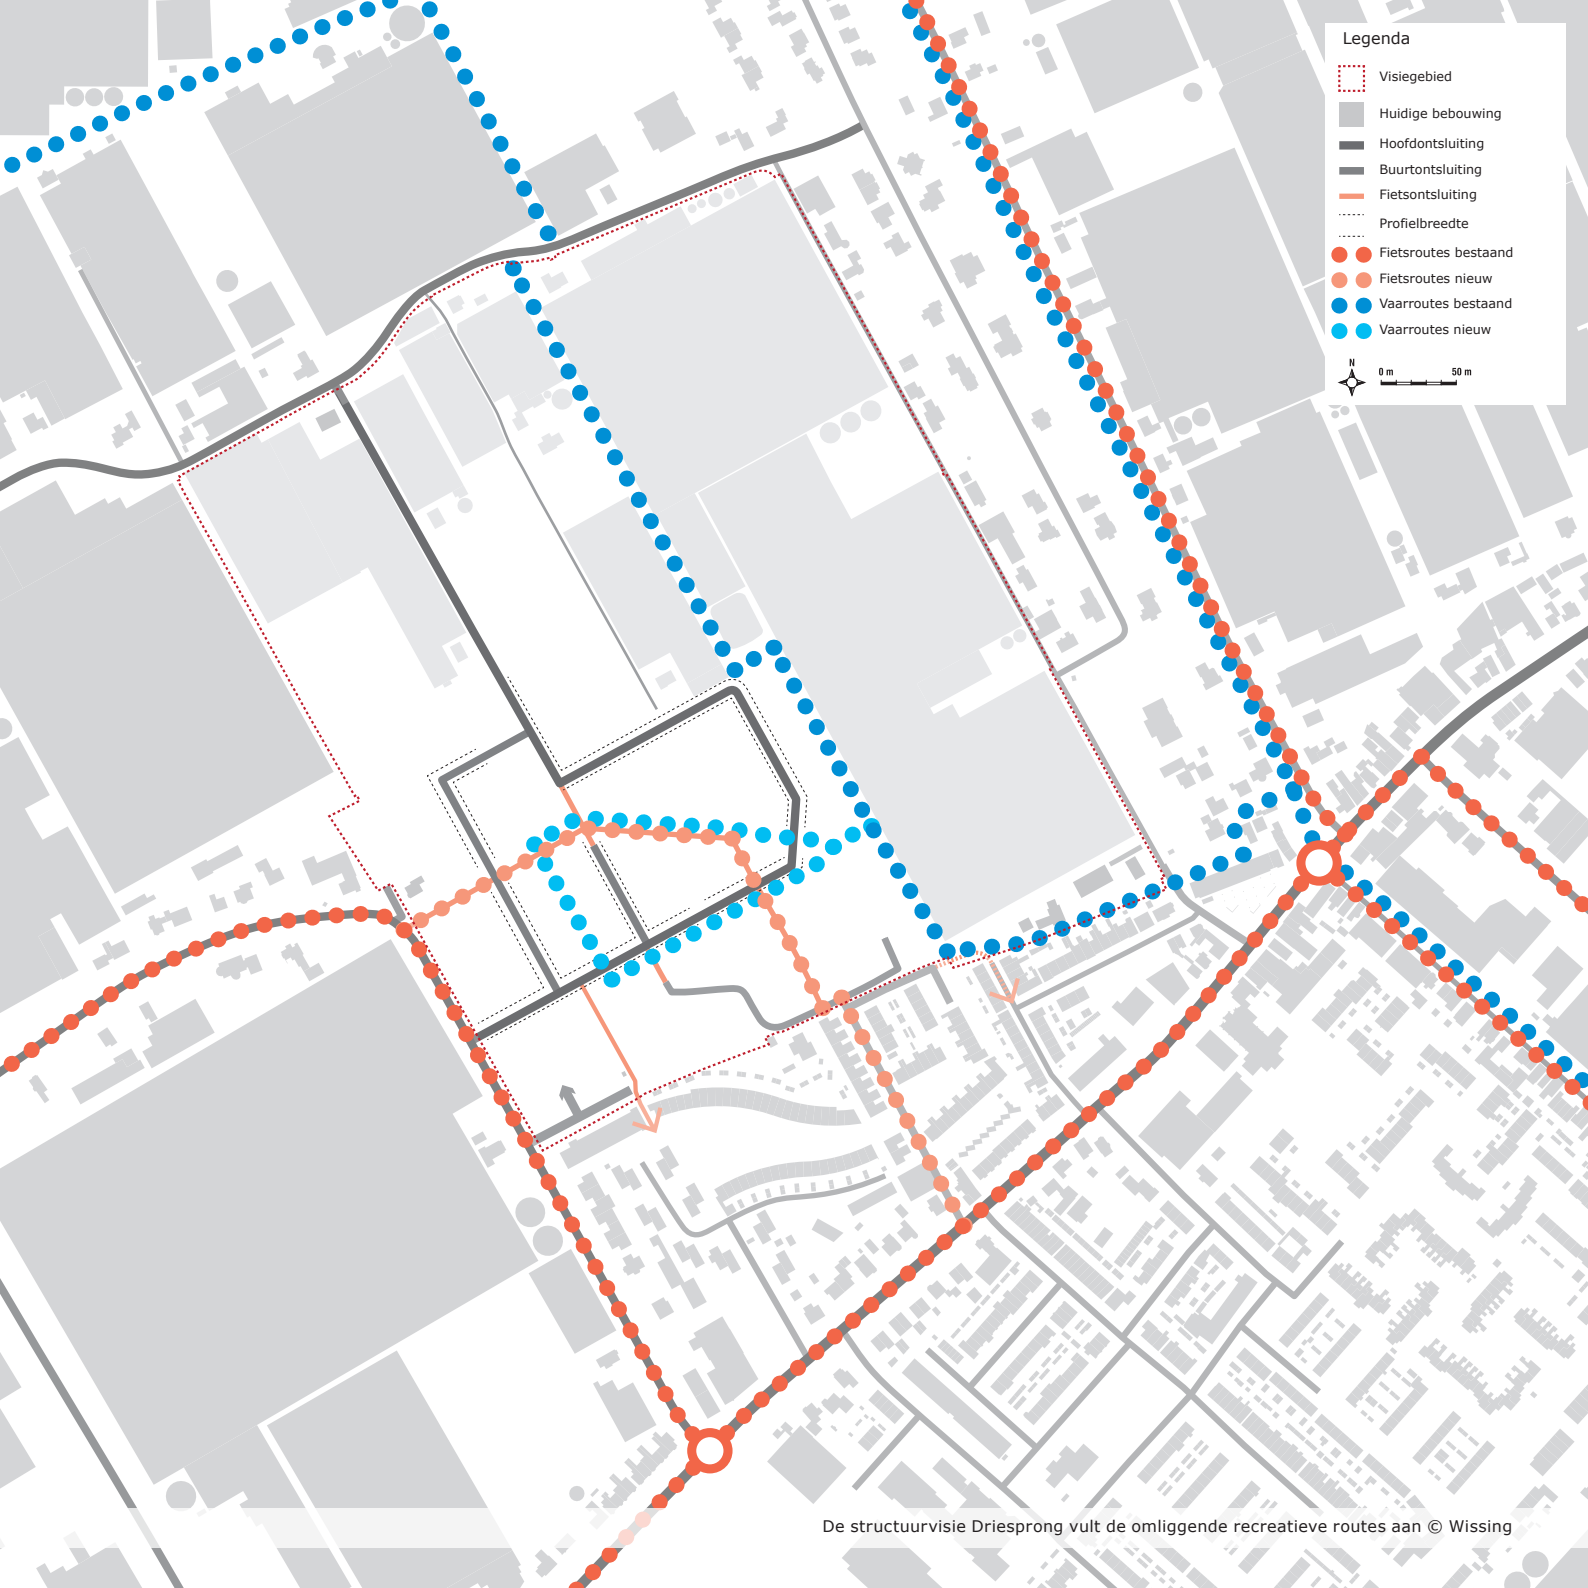 Legenda
Visiegebied
Huidige bebouwing
Hoofdontsluiting
Buurtontsluiting
Fietsontsluiting
Profielbreedte
Fietsroutes bestaand
Fietsroutes nieuw
Vaarroutes bestaand
Vaarroutes nieuw
N
0 m 50 m
De structuurvisie Driesprong vult de omliggende recreatieve routes aan © Wissing